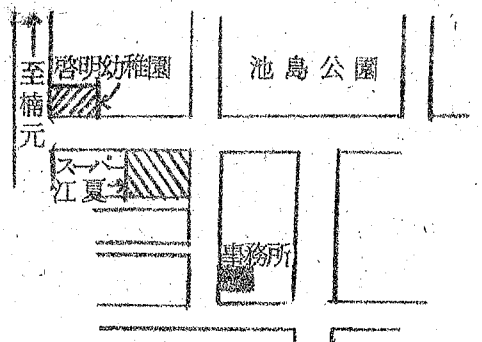 至楠元
啓明幼稚園
池島公園
スーパー
江夏
事務所